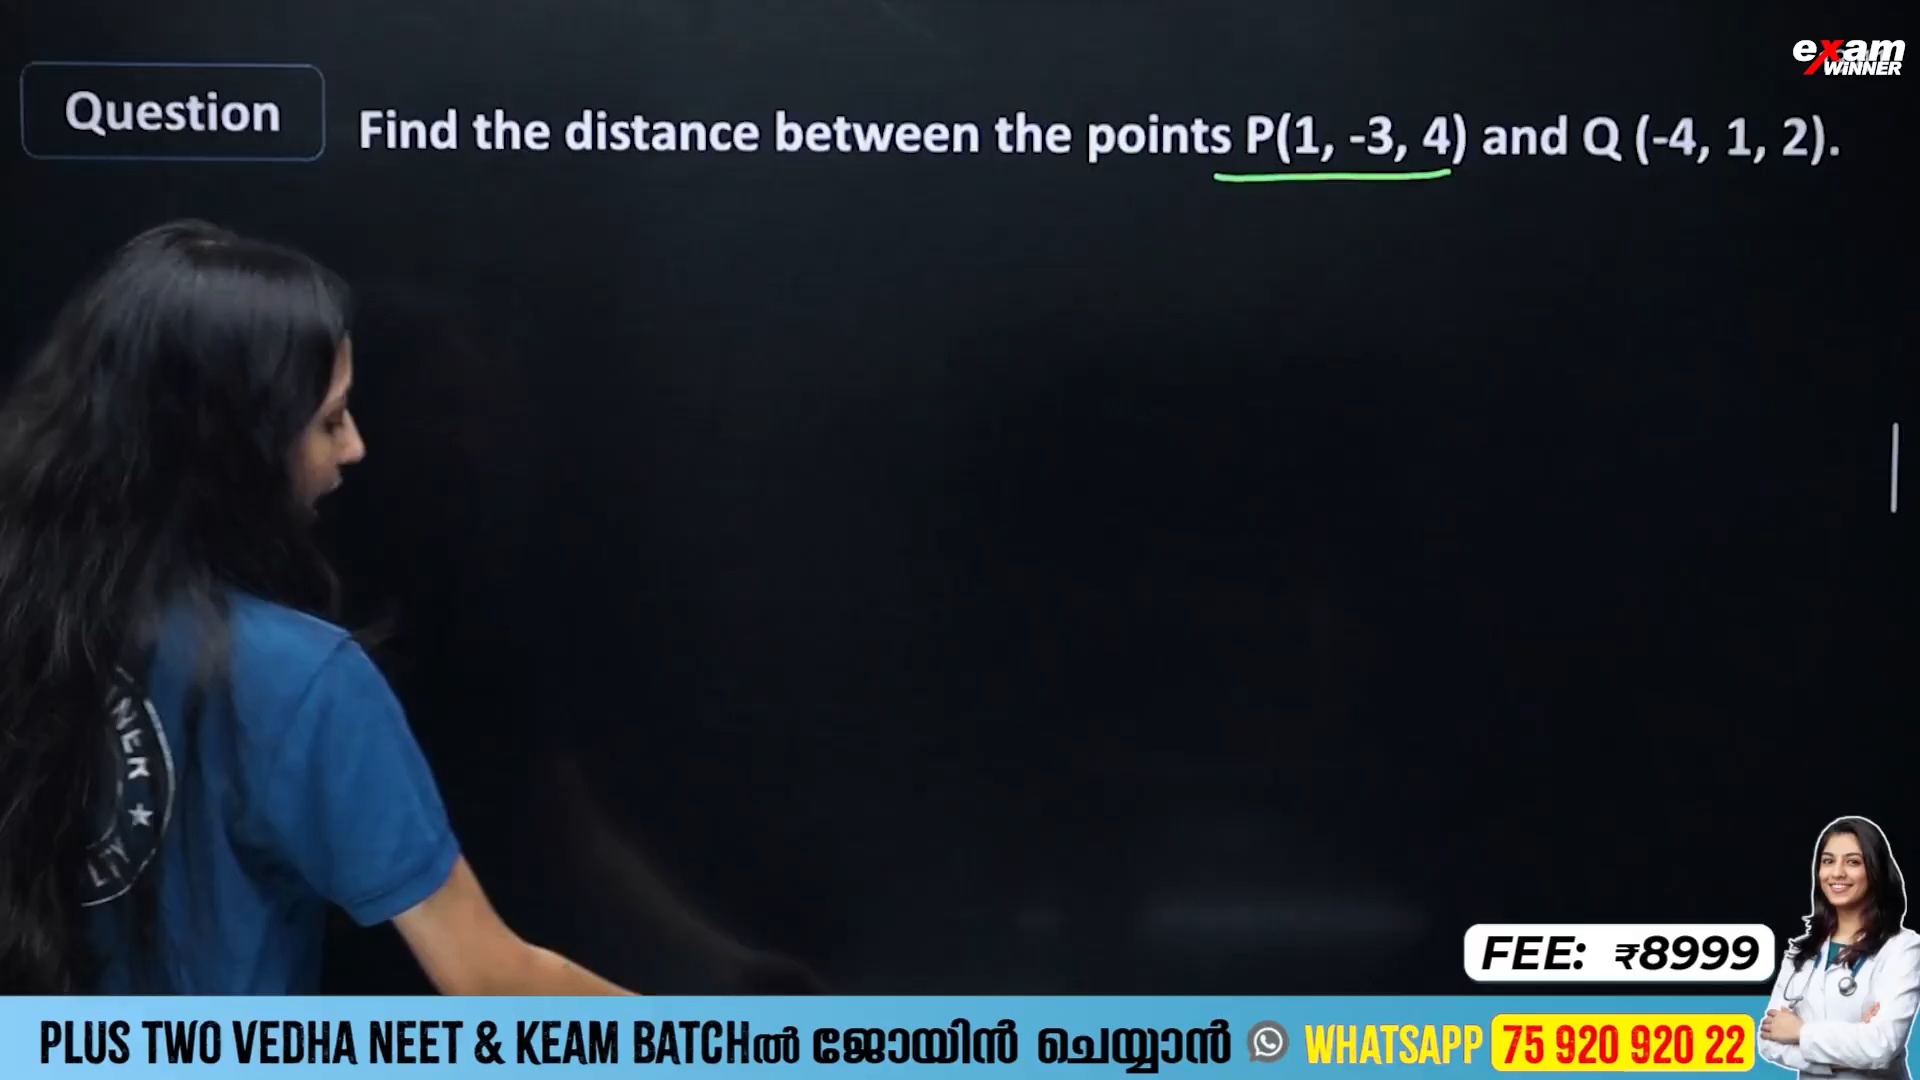 exam
WiNNER
Question
Find the distance between the points P(1, -3, 4) and Q (-4, 1, 2).
FEE: ₹8999
PLUS TWO VEDHA NEET & KEAM BATCHൽ ജോയിൻ ചെയ്യാൻ WHATSAPP 75 920 920 22